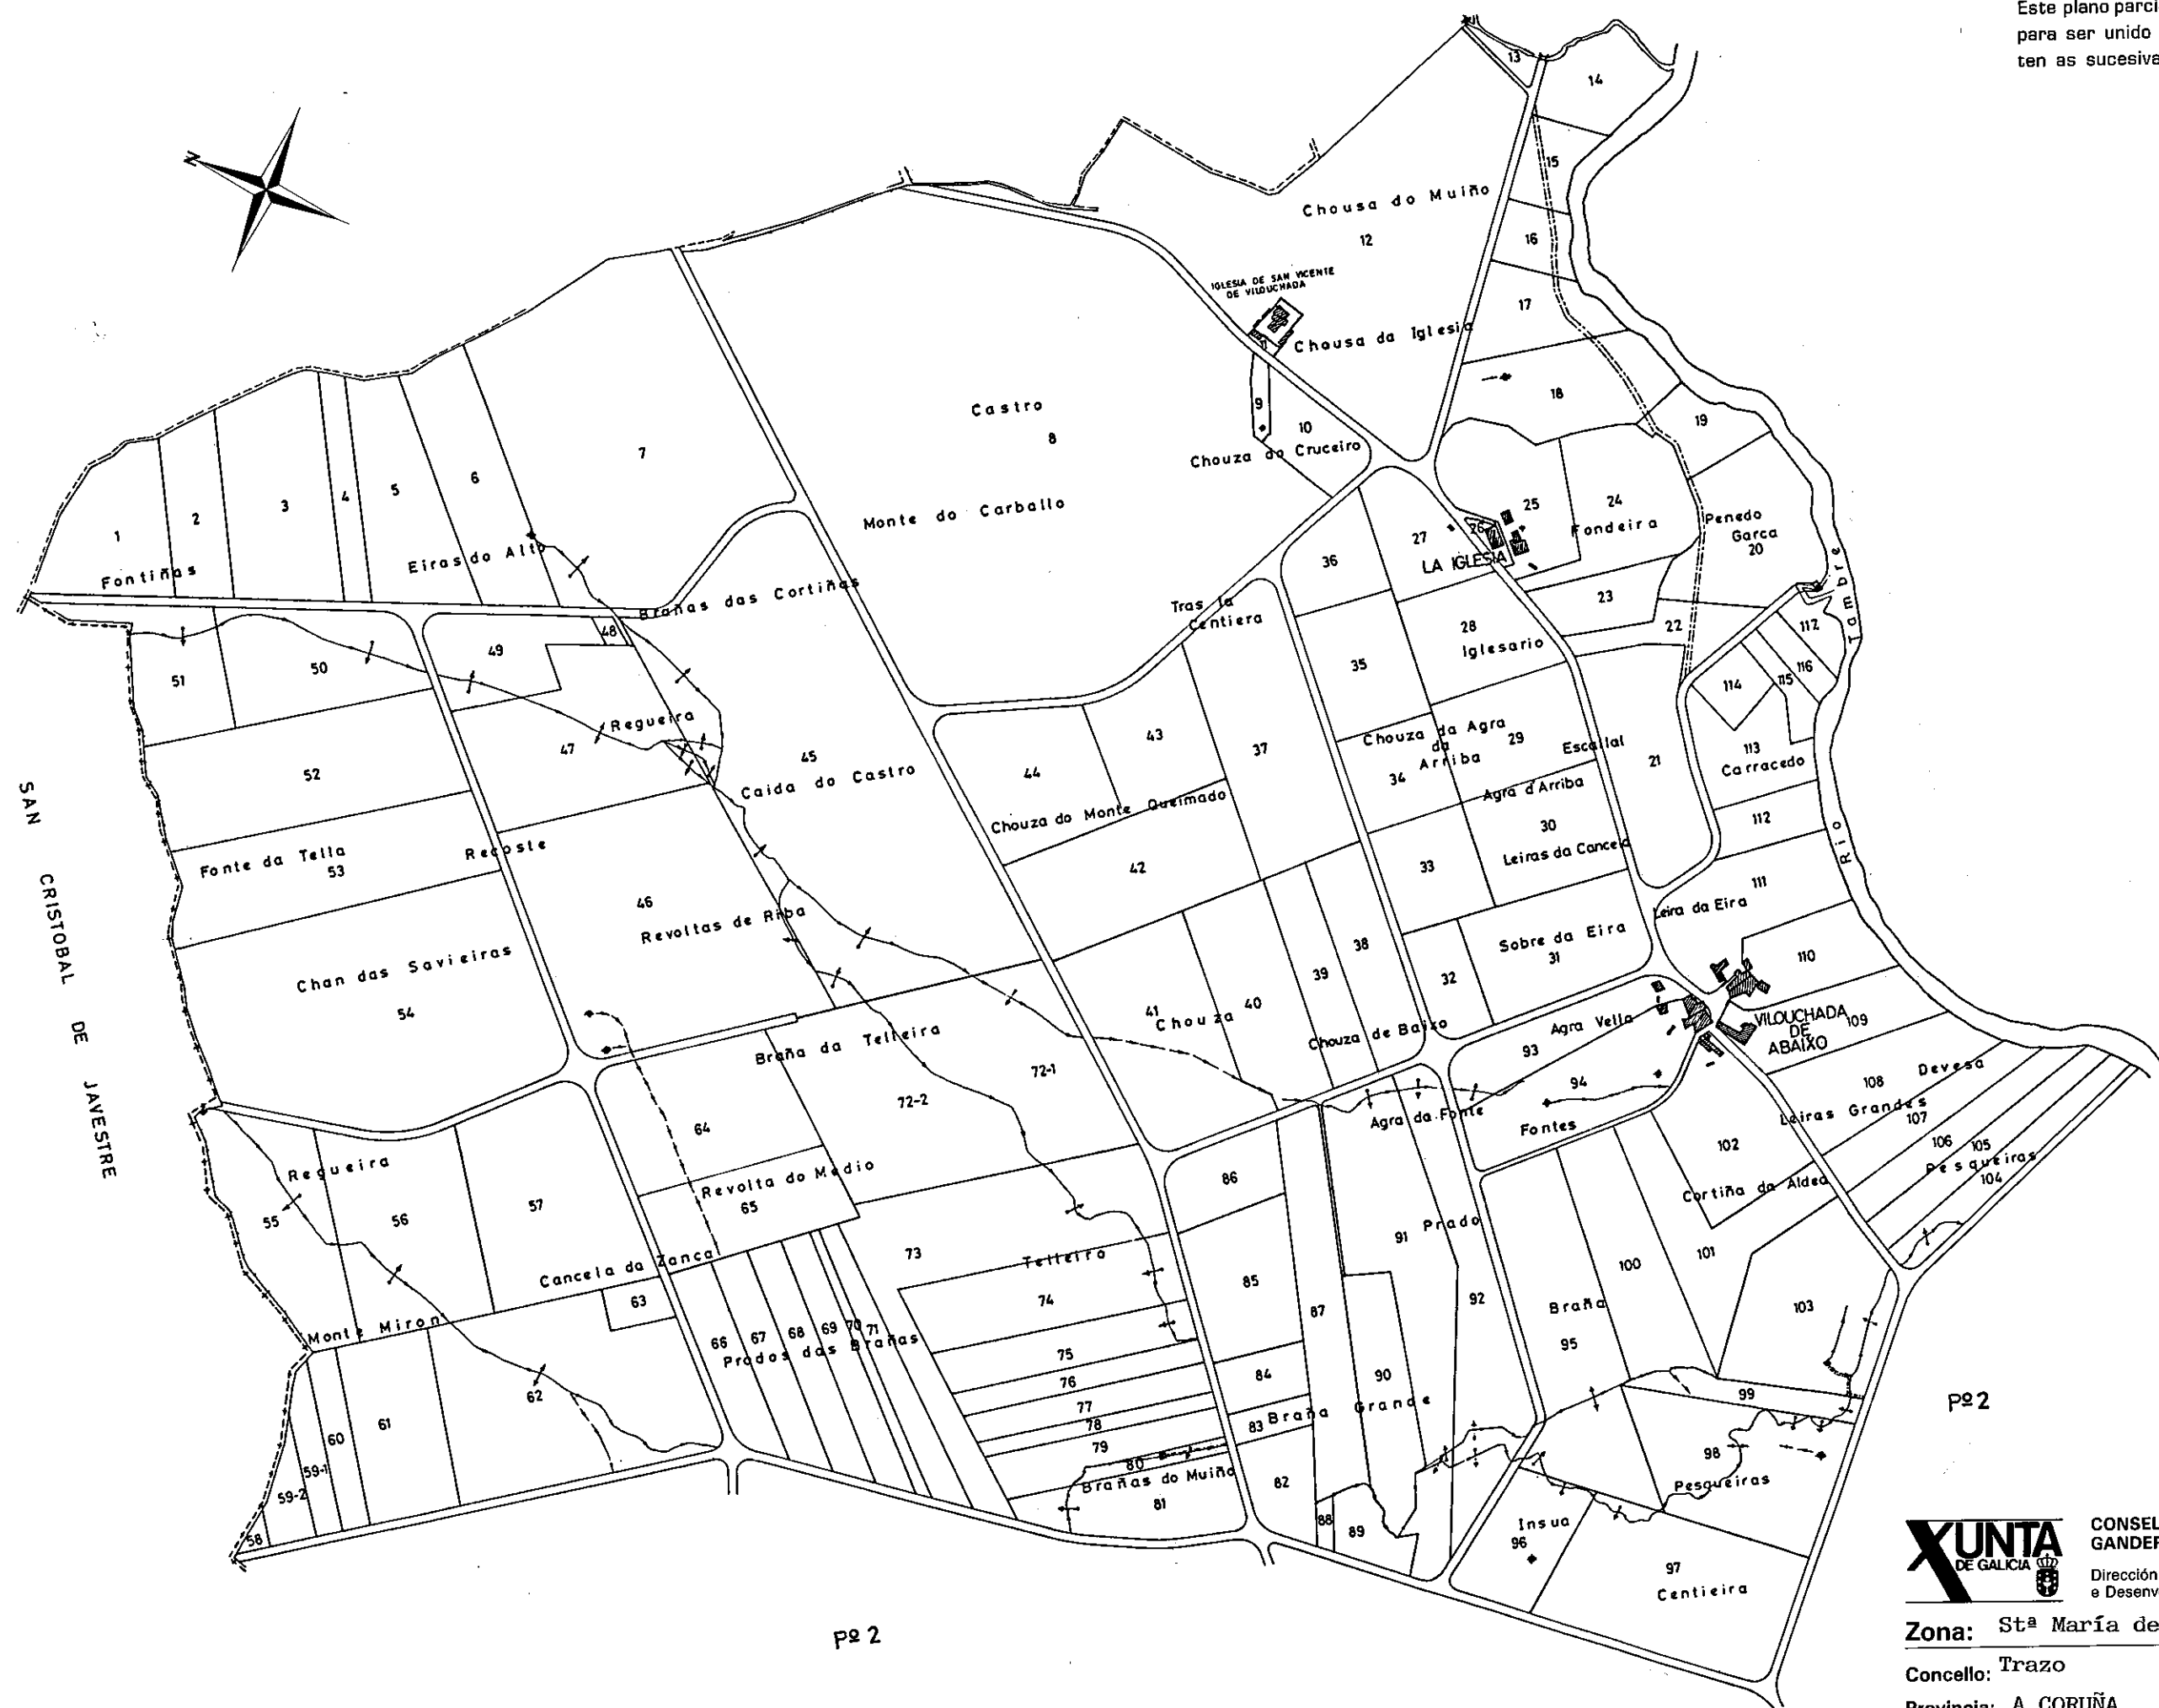 Este plano parci
para ser unido
ten as sucesiva
N
13
14
15
Chousa do Muiño
12
16
IGLESIA DE SAN VICENTE
DE VILOUCHADA
17
11
Chousa da Iglesia
18
9
10
19
Castro
8
Chouza do Cruceiro
7
6
5
4
3
2
1
Monte do Carballo
25
24
Fondeira
Penedo
Garca
20
26
27
LA IGLESIA
36
Eiras do Alto
Fontiñas
Brañas das Cortiñas
Tras la
Centiera
23
22
112
Tambre
28
Iglesario
48
49
50
51
35
116
115
114
Regueira
47
45
Caida do Castro
43
44
37
Chouza da Agra
da
Arriba
34
29
Escallal
21
113
Carracedo
52
Chouza do Monte Queimado
Agra d'Arriba
30
Leiras da Cancela
112
Rio
SAN CRISTOBAL DE JAVESTRE
Fonte da Tella
53
Recoste
42
33
111
46
Revoltas de Riba
Leira da Eira
38
39
Sobre da Eira
31
32
110
Chan das Savieiras
54
41
Chouza
40
Chouza de Baixo
Agra Vella
93
VILOUCHADA
DE
ABAIXO
109
Braña da Telleira
72-1
72-2
94
108
Devesa
Agra da Fonte
Fontes
Leiras Grandes
107
64
102
106
105
Pesqueiras
104
Regueira
55
56
57
Revolta do Medio
65
86
Cortiña da Aldea
91
Prado
101
73
Telleiro
Cancela da Zanca
63
85
100
74
87
92
Braña
95
103
Monte Miron
66
67
68
69
70
71
Prados das Brañas
75
76
84
90
99
62
77
78
83
Braña Grande
Pº 2
61
60
79
80
98
Pesqueiras
59-1
59-2
Brañas do Muiño
81
82
88
89
Insua
96
58
97
Centieira
Pº 2
XUNTA
DE GALICIA
CONSEL
GANDER
Dirección
e Desenv
Zona: Stª María de
Concello: Trazo
Provincia: A CORUÑA